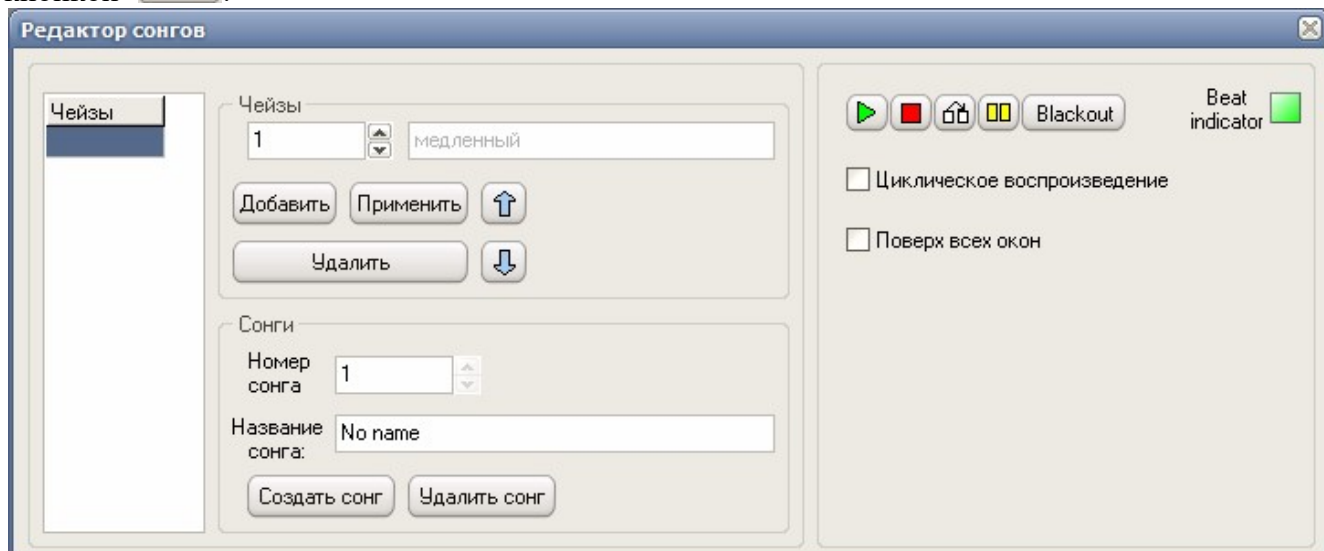 Редактор сонгов
Чейзы
Чейзы
1
медленный
Добавить
Применить
Удалить
Сонги
Номер
сонга
1
Название
сонга:
No name
Создать сонг
Удалить сонг
Blackout
Beat
indicator
Циклическое воспроизведение
Поверх всех окон